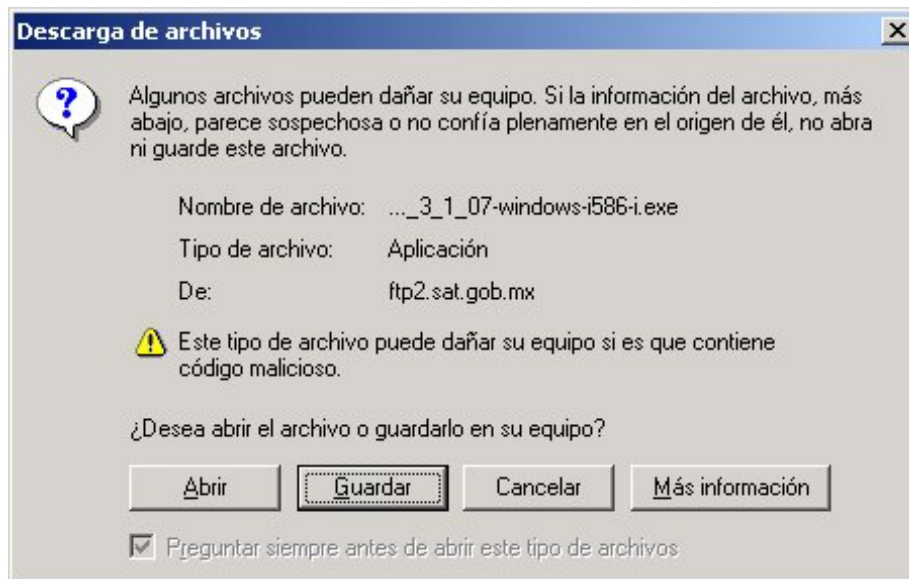 Descarga de archivos
Algunos archivos pueden dañar su equipo. Si la información del archivo, más
abajo, parece sospechosa o no confía plenamente en el origen de él, no abra
ni guarde este archivo.
Nombre de archivo: ..._3_1_07-windows-i586-i.exe
Tipo de archivo: Aplicación
De: ftp2.sat.gob.mx
Este tipo de archivo puede dañar su equipo si es que contiene
código malicioso.
¿Desea abrir el archivo o guardarlo en su equipo?
Abrir Guardar Cancelar Más información
Preguntar siempre antes de abrir este tipo de archivos